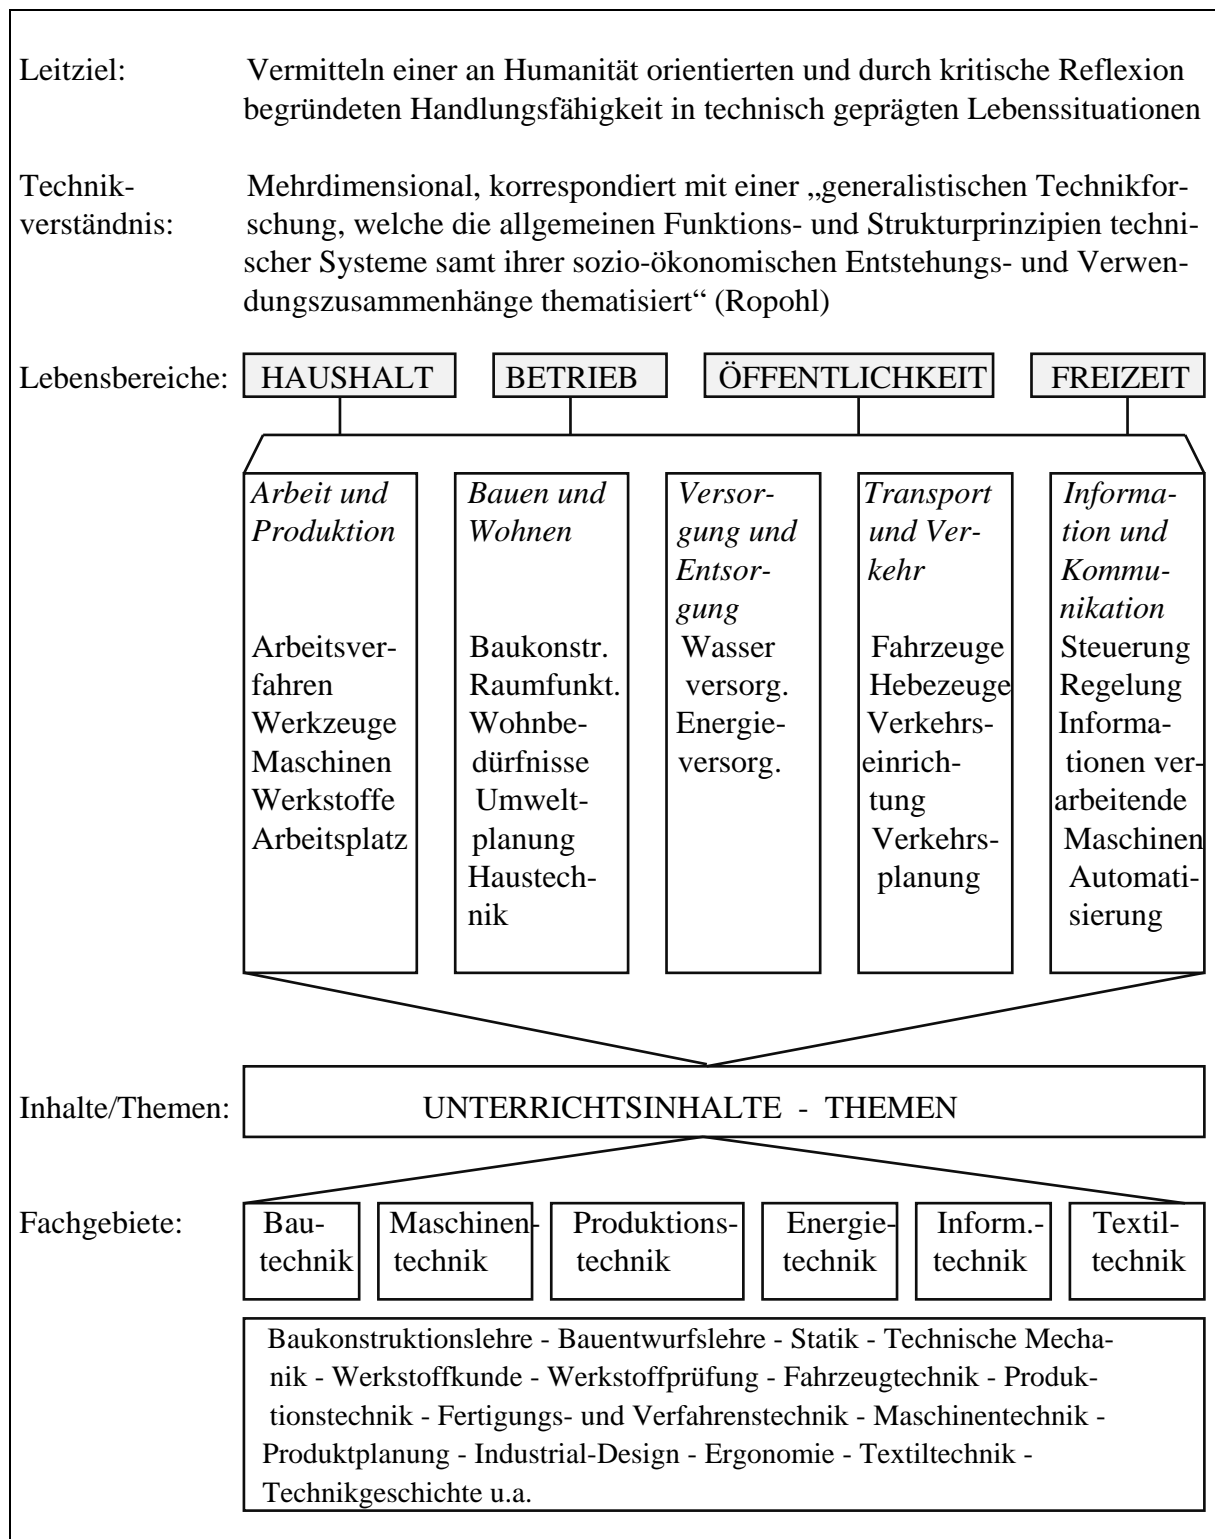 Leitziel: Vermitteln einer an Humanität orientierten und durch kritische Reflexion
begründeten Handlungsfähigkeit in technisch geprägten Lebenssituationen
Technik- Mehrdimensional, korrespondiert mit einer „generalistischen Technikfor-
verständnis: schung, welche die allgemeinen Funktions- und Strukturprinzipien techni-
scher Systeme samt ihrer sozio-ökonomischen Entstehungs- und Verwen-
dungszusammenhänge thematisiert“ (Ropohl)
Lebensbereiche: HAUSHALT BETRIEB ÖFFENTLICHKEIT FREIZEIT
Arbeit und
Produktion
Arbeitsver-
fahren
Werkzeuge
Maschinen
Werkstoffe
Arbeitsplatz
Bauen und
Wohnen
Baukonstr.
Raumfunkt.
Wohnbe-
dürfnisse
Umwelt-
planung
Haustech-
nik
Versor-
gung und
Entsor-
gung
Wasser
versorg.
Energie-
versorg.
Transport
und Ver-
kehr
Fahrzeuge
Hebezeuge
Verkehrs-
einrich-
tung
Verkehrs-
planung
Informa-
tion und
Kommu-
nikation
Steuerung
Regelung
Informa-
tionen ver-
arbeitende
Maschinen
Automati-
sierung
Inhalte/Themen: UNTERRICHTSINHALTE - THEMEN
Fachgebiete:
Bau-
technik
Maschinen-
technik
Produktions-
technik
Energie-
technik
Inform.-
technik
Textil-
technik
Baukonstruktionslehre - Bauentwurfslehre - Statik - Technische Mecha-
nik - Werkstoffkunde - Werkstoffprüfung - Fahrzeugtechnik - Produk-
tionstechnik - Fertigungs- und Verfahrenstechnik - Maschinentechnik -
Produktplanung - Industrial-Design - Ergonomie - Textiltechnik -
Technikgeschichte u.a.